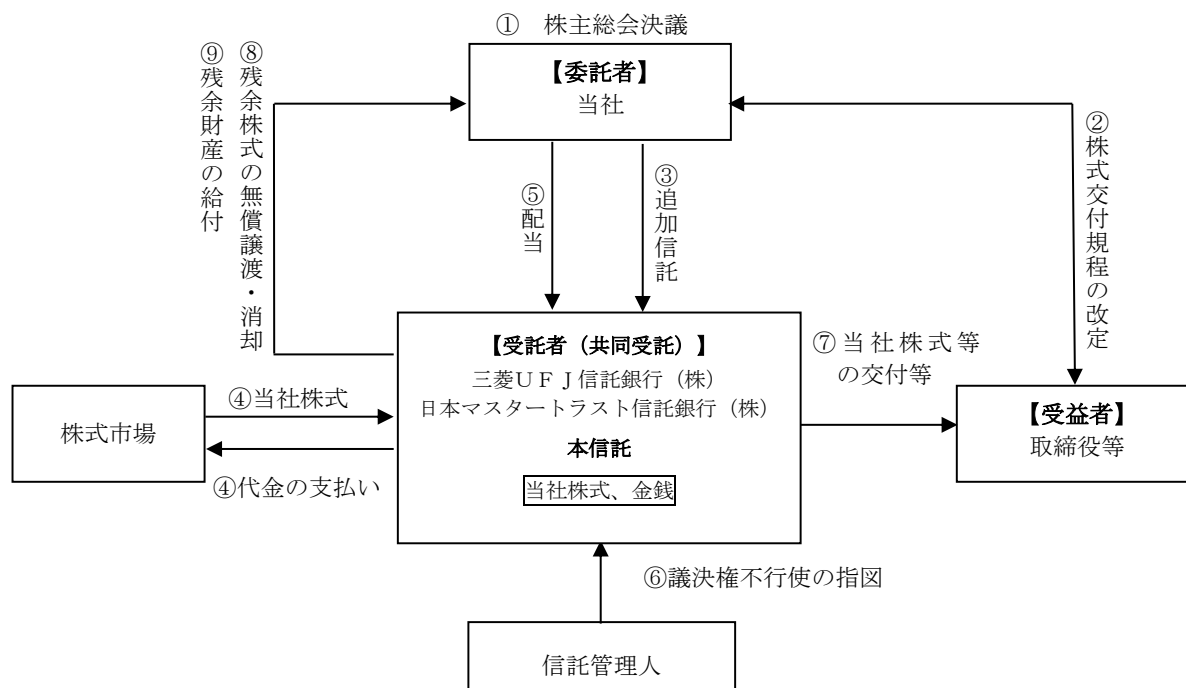 ① 株主総会決議
【委託者】
当社
⑨残余財産の給付
⑧残余株式の無償譲渡・消却
⑤配当
③追加信託
②株式交付規程の改定
【受託者（共同受託）】
三菱ＵＦＪ信託銀行（株）
日本マスタートラスト信託銀行（株）
本信託
当社株式、金銭
⑦当社株式等
の交付等
【受益者】
取締役等
株式市場
④当社株式
④代金の支払い
⑥議決権不行使の指図
信託管理人